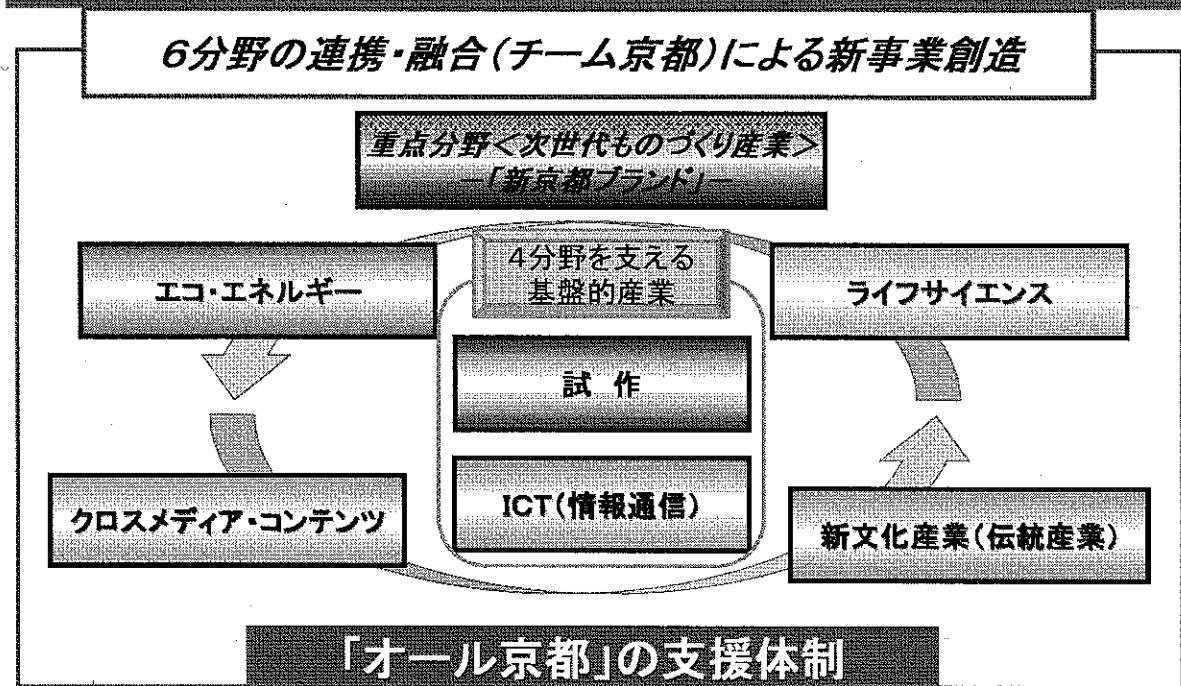 6分野の連携・融合(チーム京都)による新事業創造
重点分野<次世代ものづくり産業>
―「新京都ブランド」―
エコ・エネルギー
4分野を支える
基盤的産業
ライフサイエンス
試 作
クロスメディア・コンテンツ
ICT(情報通信)
新文化産業(伝統産業)
「オール京都」の支援体制